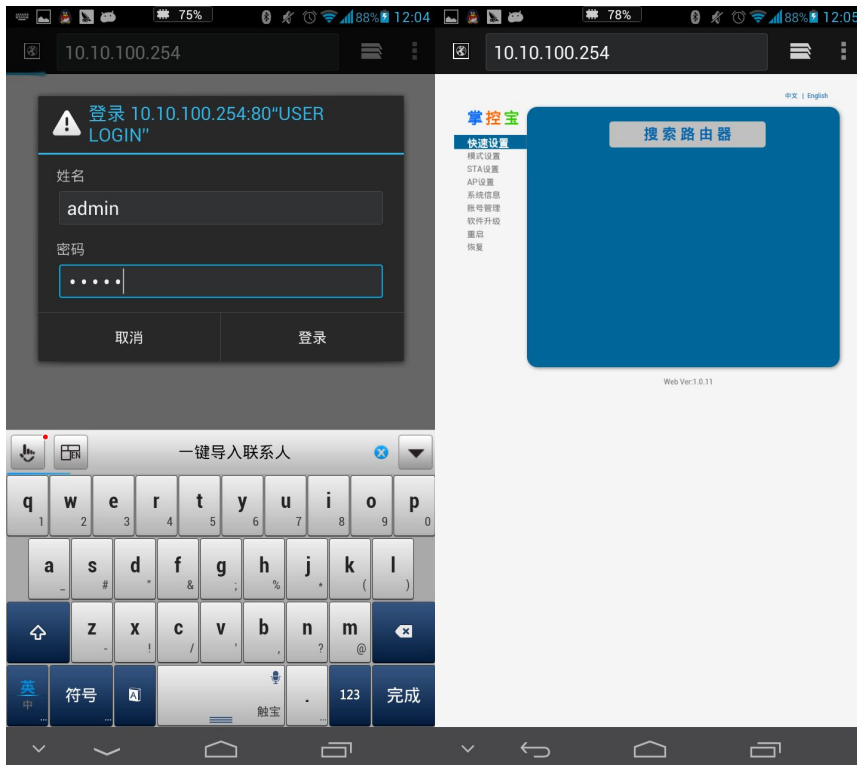 75%
88%
12:04
10.10.100.254
登录 10.10.100.254:80“USER
LOGIN”
姓名
admin
密码
取消
登录
EN
一键导入联系人
q 1 w 2 e 3 r 4 t 5 y 6 u 7 i 8 o 9 p 0
a _ s # d " f & g ; h % j * k ( l )
z - x ! c / v ' b , n ? m @
英
中
...
符号
...
A
触宝
.
...
123
完成
78%
88%
12:05
10.10.100.254
中文 | English
掌控宝
快速设置
模式设置
STA设置
AP设置
系统信息
账号管理
软件升级
重启
恢复
搜索路由器
Web Ver:1.0.11